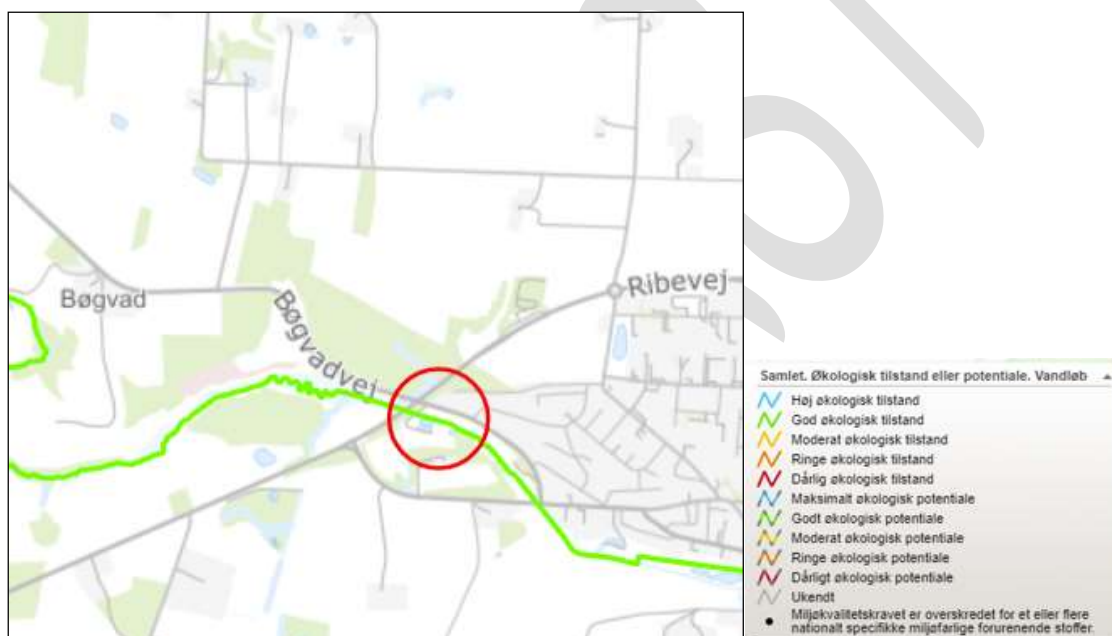 Bøgvad
Bøgvadvej
Ribevej
Samlet. Økologisk tilstand eller potentiale. Vandløb
Høj økologisk tilstand
God økologisk tilstand
Moderat økologisk tilstand
Ringe økologisk tilstand
Dårlig økologisk tilstand
Maksimalt økologisk potentiale
Godt økologisk potentiale
Moderat økologisk potentiale
Ringe økologisk potentiale
Dårligt økologisk potentiale
Ukendt
Miljøkvalitetskravet er overskredet for et eller flere
nationalt specifikke miljøfarlige forurenende stoffer.